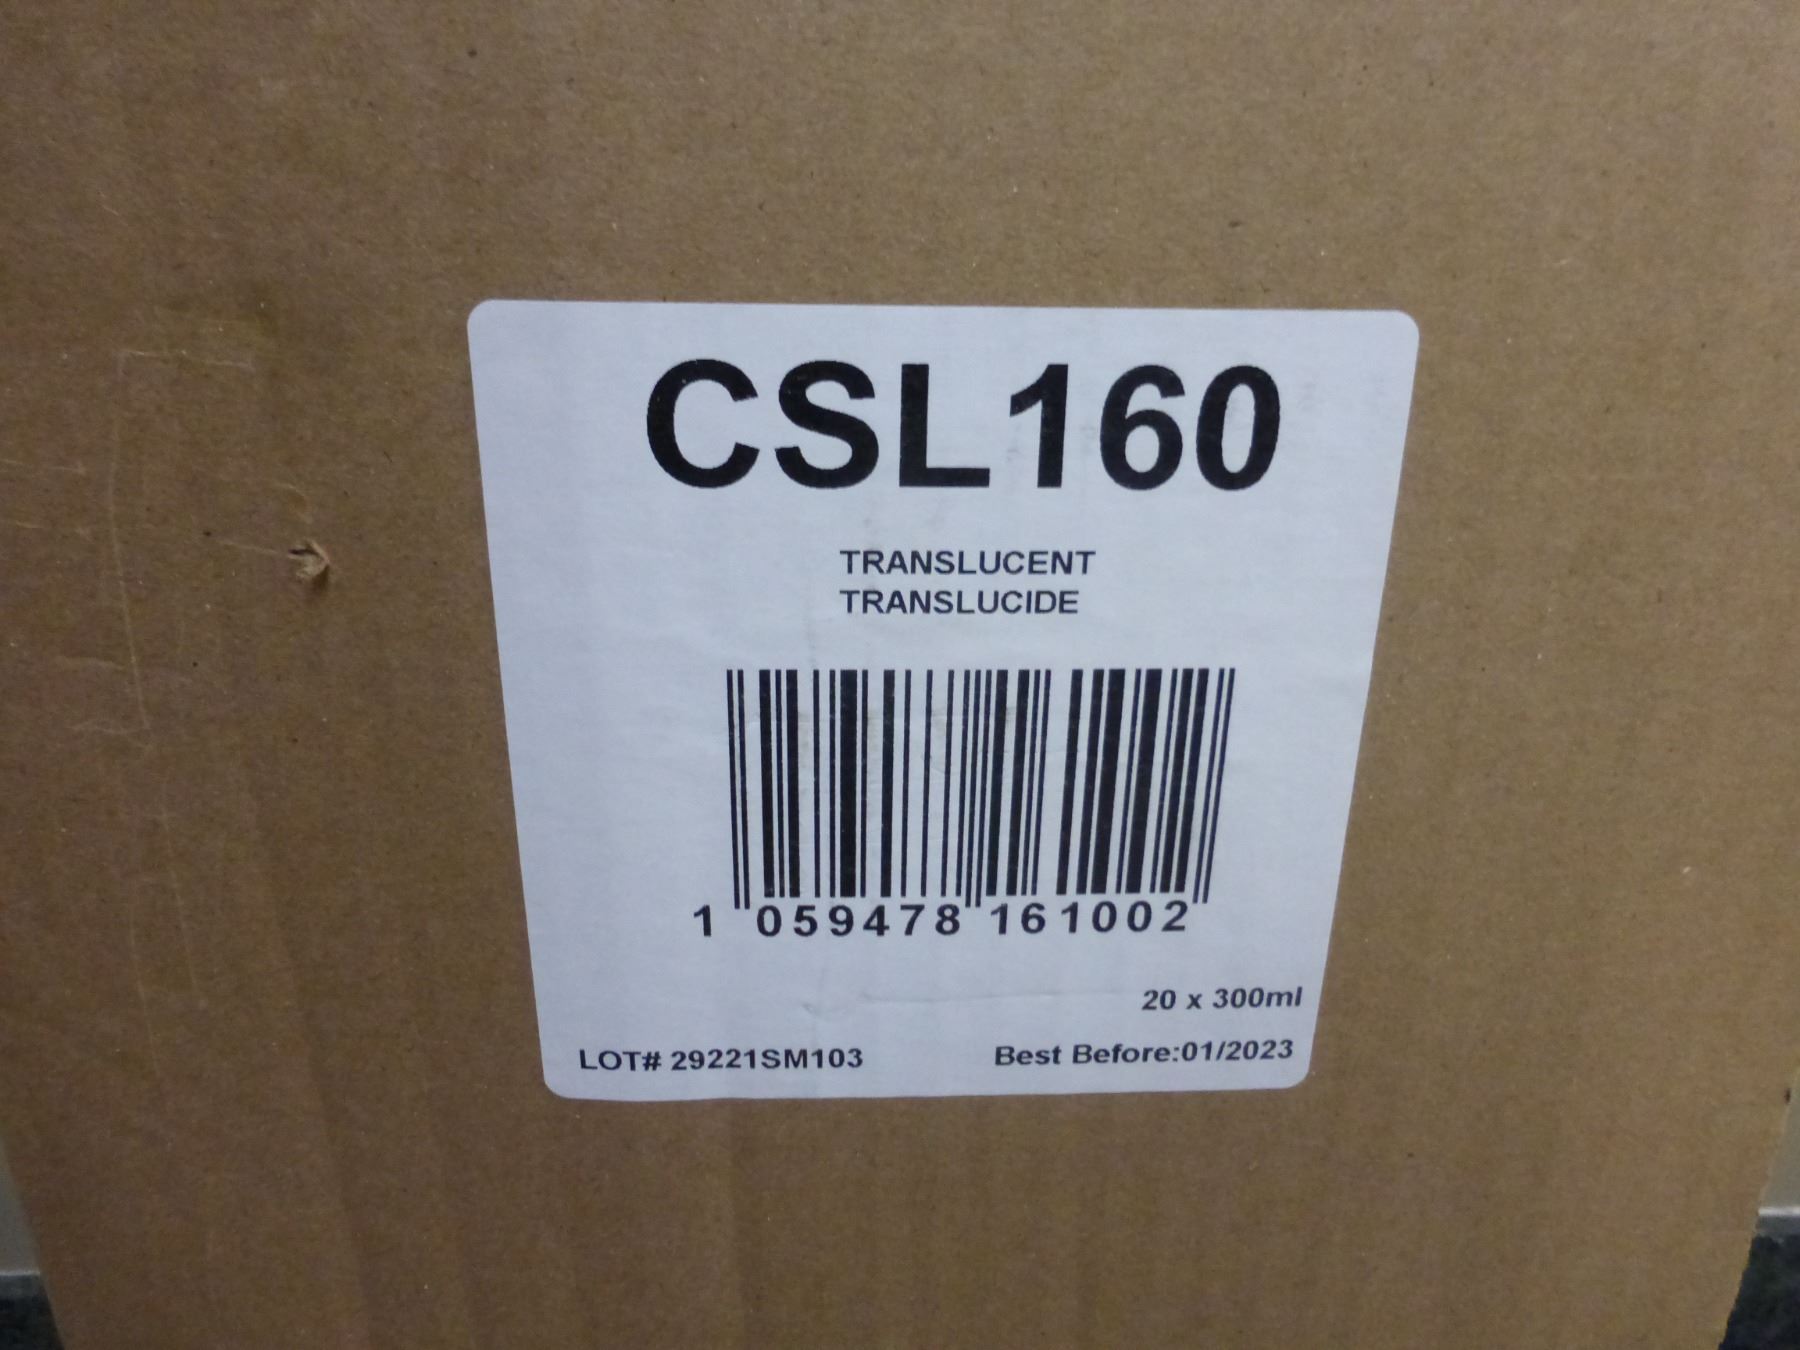 CSL160
TRANSLUCENT
TRANSLUCIDE
1 059478 161002
20 x 300ml
LOT# 29221SM103 Best Before:01/2023